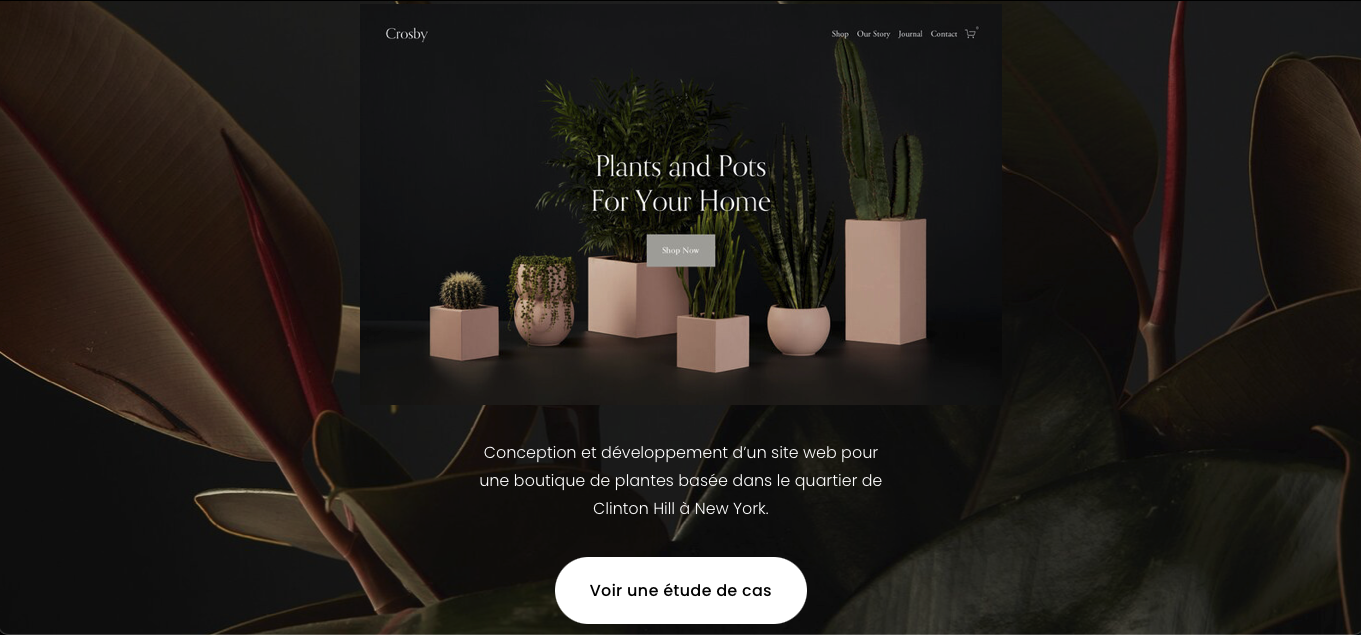 Crosby
Shop Our Story Journal Contact
Plants and Pots
For Your Home
Shop Now
Conception et développement d’un site web pour
une boutique de plantes basée dans le quartier de
Clinton Hill à New York.
Voir une étude de cas